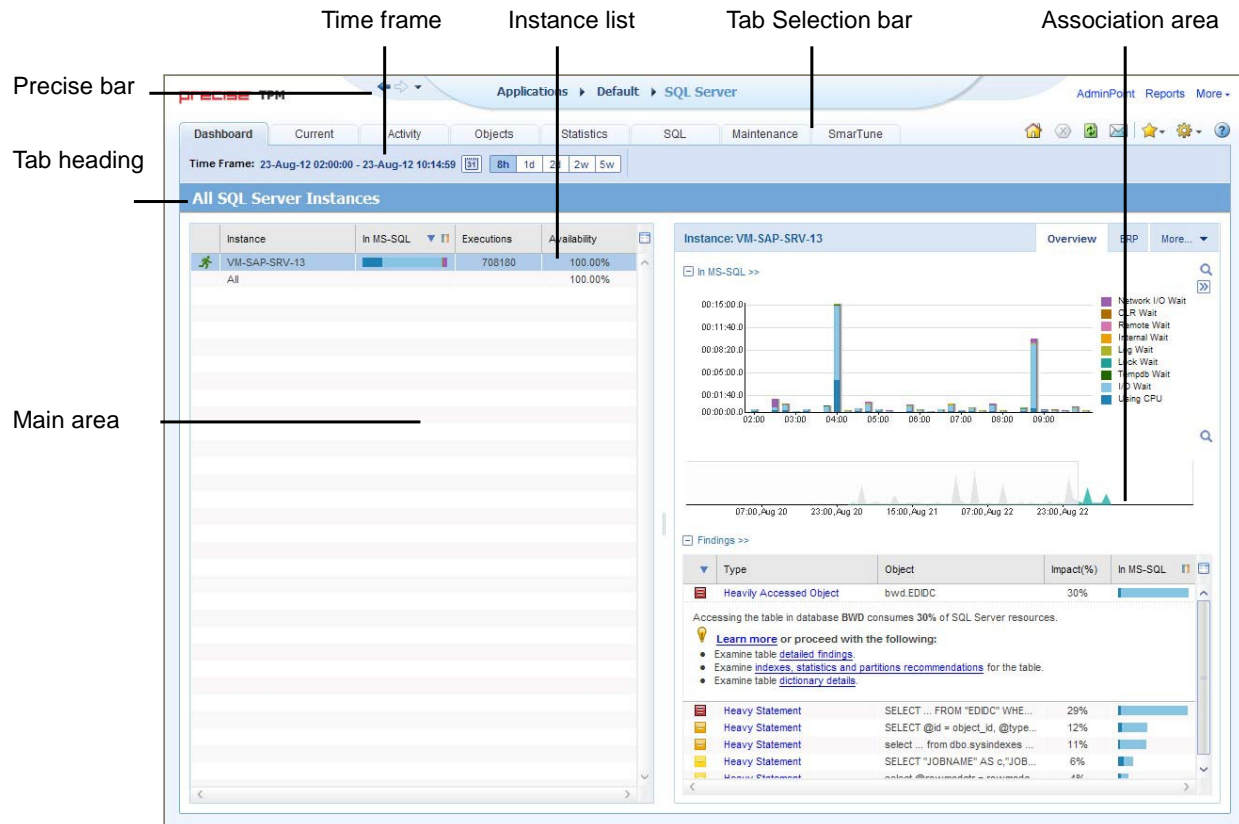 Time frame Instance list Tab Selection bar Association area
Precise bar
precise TPM Applications Default SQL Server AdminPoint Reports More
Dashboard Current Activity Objects Statistics SQL Maintenance SmarTune
Tab heading
Time Frame: 23-Aug-12 02:00:00 - 23-Aug-12 10:14:59 31 8h 1d 2d 2w 5w
All SQL Server Instances
Instance In MS-SQL Executions Availability
VM-SAP-SRV-13 708180 100.00%
All 100.00%
Main area
Instance: VM-SAP-SRV-13 Overview ERP More...
In MS-SQL >>
00:15:00.0
00:11:40.0
00:08:20.0
00:05:00.0
00:01:40.0
00:00:00.0
02:00 03:00 04:00 05:00 06:00 07:00 08:00 09:00
Network I/O Wait
CLR Wait
Remote Wait
Internal Wait
Log Wait
Lock Wait
Tempdb Wait
I/O Wait
Using CPU
07:00,Aug 20 23:00,Aug 20 15:00,Aug 21 07:00,Aug 22 23:00,Aug 22
Findings >>
Type Object Impact(%) In MS-SQL
Heavily Accessed Object bwd.EDIDC 30%
Accessing the table in database BWD consumes 30% of SQL Server resources.
Learn more or proceed with the following:
Examine table detailed findings.
Examine indexes, statistics and partitions recommendations for the table.
Examine table dictionary details.
Heavy Statement SELECT ... FROM "EDIDC" WHE... 29%
Heavy Statement SELECT @id = object_id, @type... 12%
Heavy Statement select ... from dbo.sysindexes ... 11%
Heavy Statement SELECT "JOBNAME" AS c,"JOB... 6%
Heavy Statement 4%